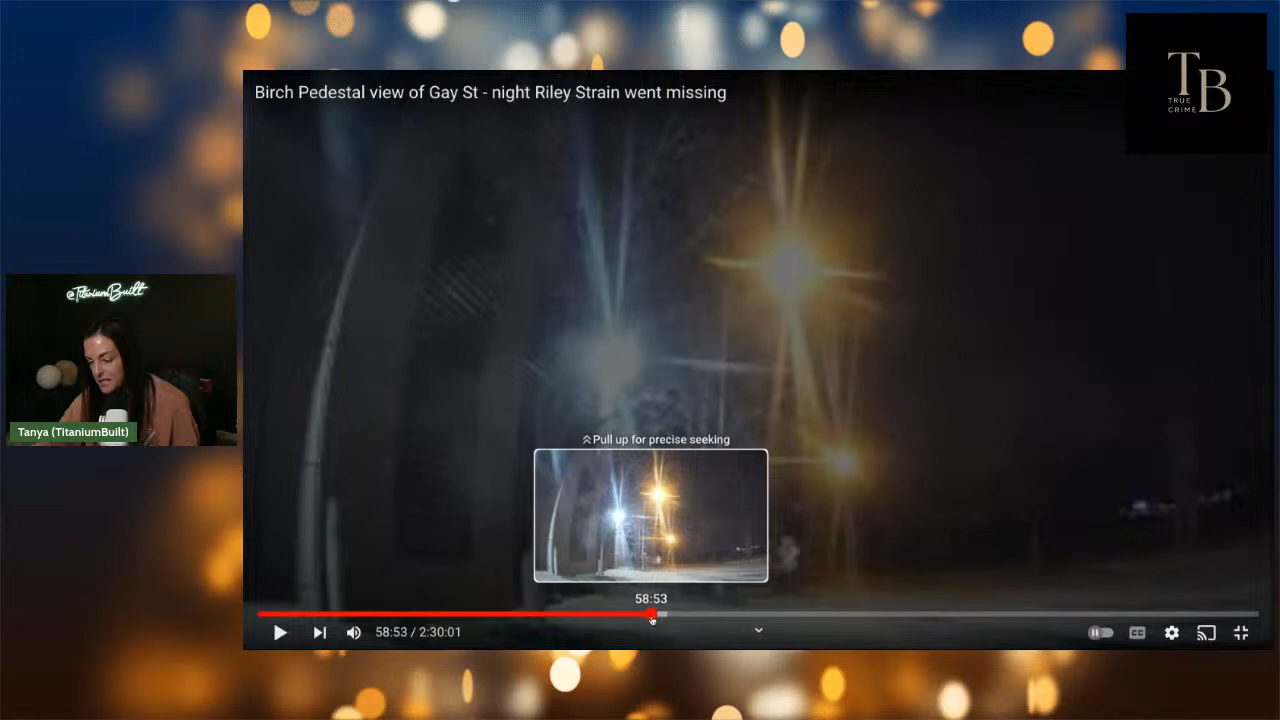 Birch Pedestal view of Gay St - night Riley Strain went missing
TB
TRUE
CRIME
@TitaniumBuilt
Tanya (TitaniumBuilt)
Pull up for precise seeking
58:53
58:53 / 2:30:01
CC